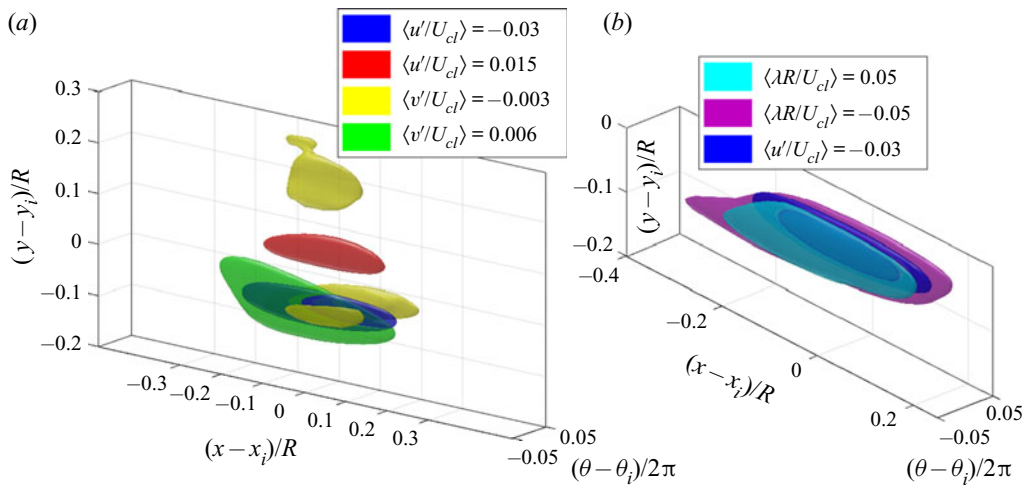 (a)
⟨u′/U_cl⟩ = −0.03
⟨u′/U_cl⟩ = 0.015
⟨v′/U_cl⟩ = −0.003
⟨v′/U_cl⟩ = 0.006
0.3
0.2
0.1
0
−0.1
−0.2
(y − y_i)/R
−0.3
−0.2
−0.1
0
0.1
0.2
0.3
(x − x_i)/R
−0.05
0.05
(θ − θ_i)/2π
(b)
⟨λR/U_cl⟩ = 0.05
⟨λR/U_cl⟩ = −0.05
⟨u′/U_cl⟩ = −0.03
0
−0.1
−0.2
(y − y_i)/R
−0.4
−0.2
0
0.2
(x − x_i)/R
−0.05
0.05
(θ − θ_i)/2π